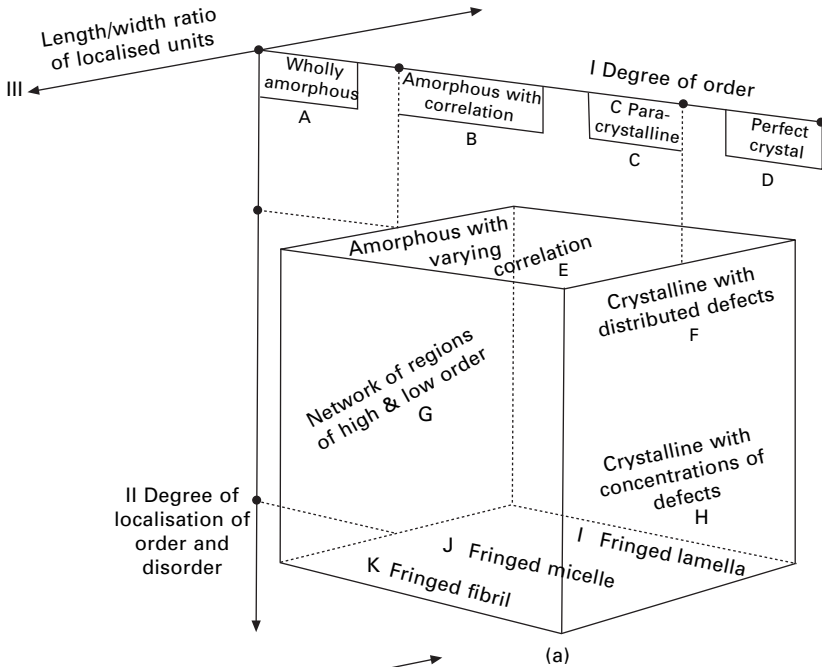 Length/width ratio
of localised units
III
Wholly
amorphous
A
Amorphous with
correlation
B
I Degree of order
C Para-
crystalline
C
Perfect
crystal
D
Amorphous with
varying
correlation
E
Crystalline with
distributed defects
F
Network of regions
of high & low order
G
Crystalline with
concentrations of
defects
H
II Degree of
localisation of
order and
disorder
I Fringed lamella
J Fringed micelle
K Fringed fibril
(a)